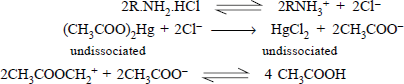 2R.NH₂.HCl ⇌ 2RNH₃⁺ + 2Cl⁻
(CH₃COO)₂Hg + 2Cl⁻ ⟶ HgCl₂ + 2CH₃COO⁻
undissociated undissociated
2CH₃COOCH₂⁺ + 2CH₃COO⁻ ⇌ 4 CH₃COOH